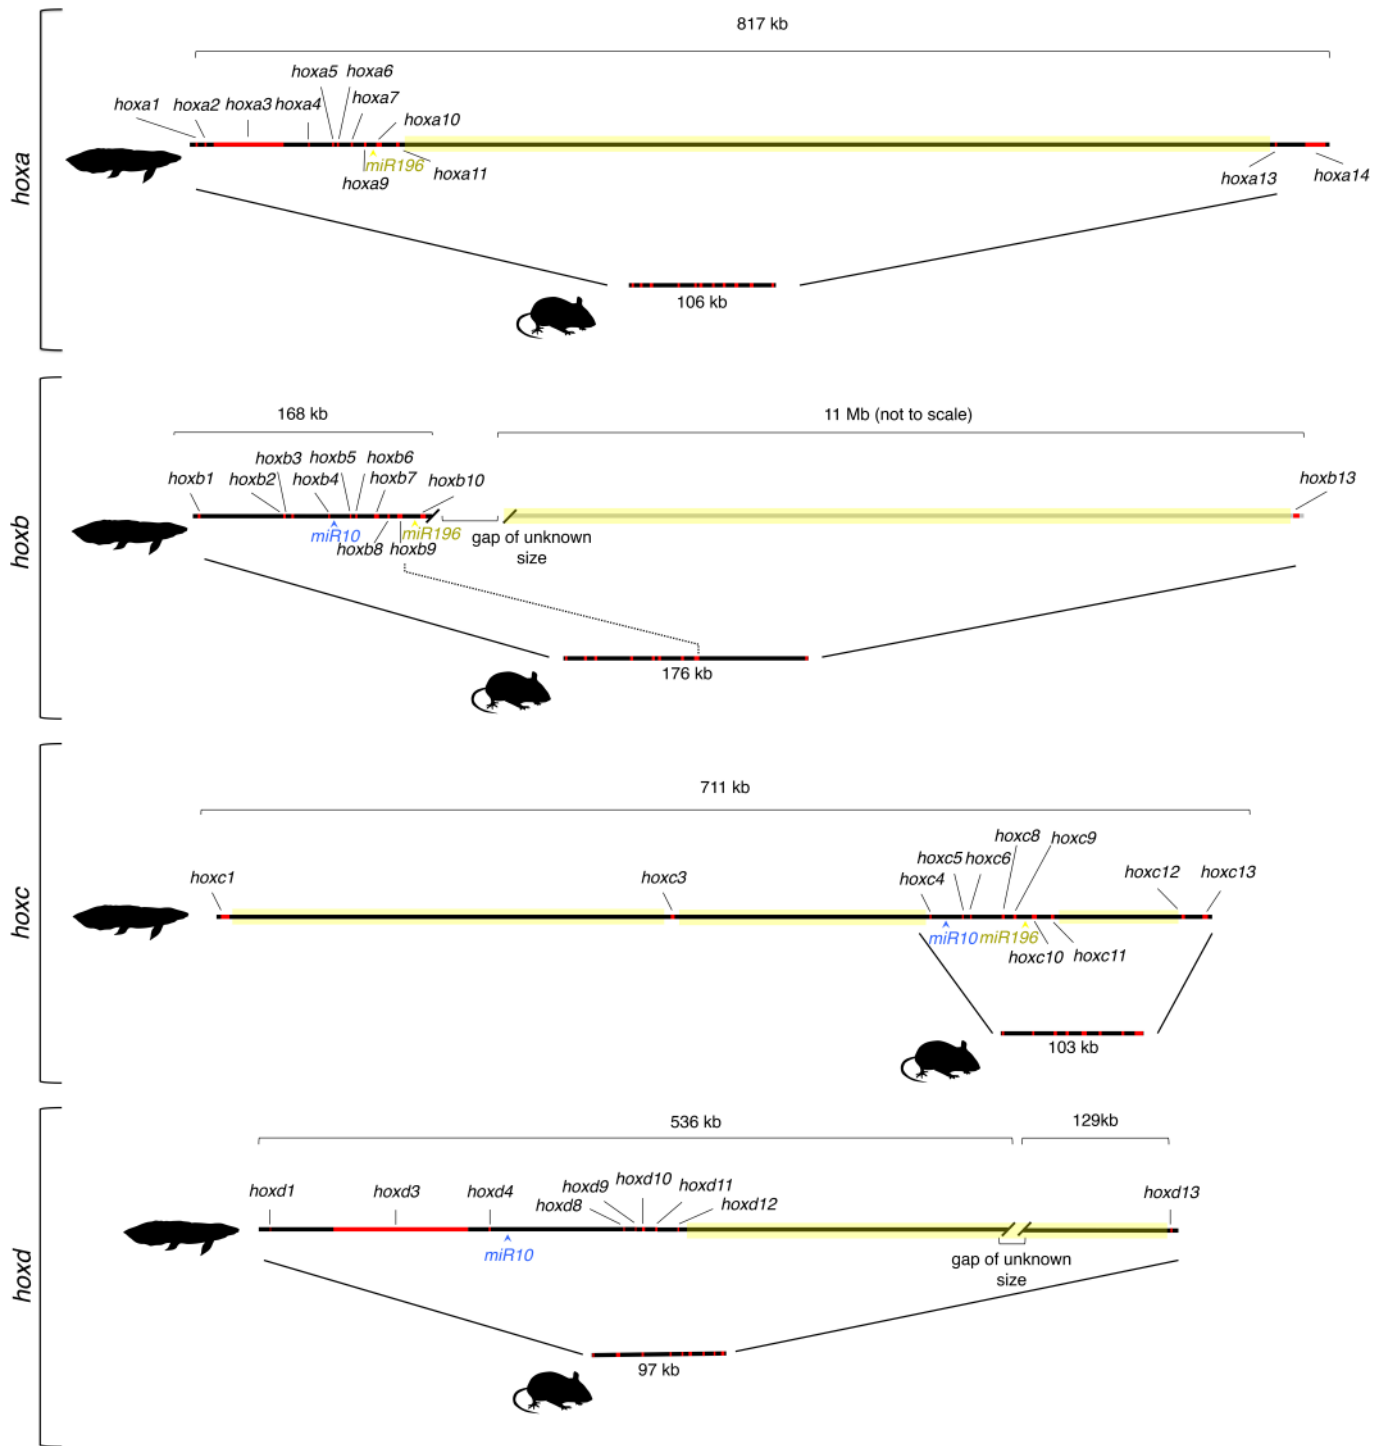 hoxa
817 kb
hoxa5 hoxa6
hoxa1 hoxa2 hoxa3 hoxa4 hoxa7
hoxa10
miR196
hoxa9 hoxa11
hoxa13 hoxa14
106 kb
hoxb
168 kb
11 Mb (not to scale)
hoxb3 hoxb5 hoxb6
hoxb1 hoxb2 hoxb4 hoxb7 hoxb10
hoxb13
miR10 miR196
hoxb8 hoxb9
gap of unknown
size
176 kb
hoxc
711 kb
hoxc8 hoxc9
hoxc5 hoxc6
hoxc1 hoxc3 hoxc4 hoxc12 hoxc13
miR10 miR196
hoxc10 hoxc11
103 kb
hoxd
536 kb 129kb
hoxd9 hoxd10 hoxd11
hoxd1 hoxd3 hoxd4 hoxd8 hoxd12 hoxd13
miR10
gap of unknown
size
97 kb